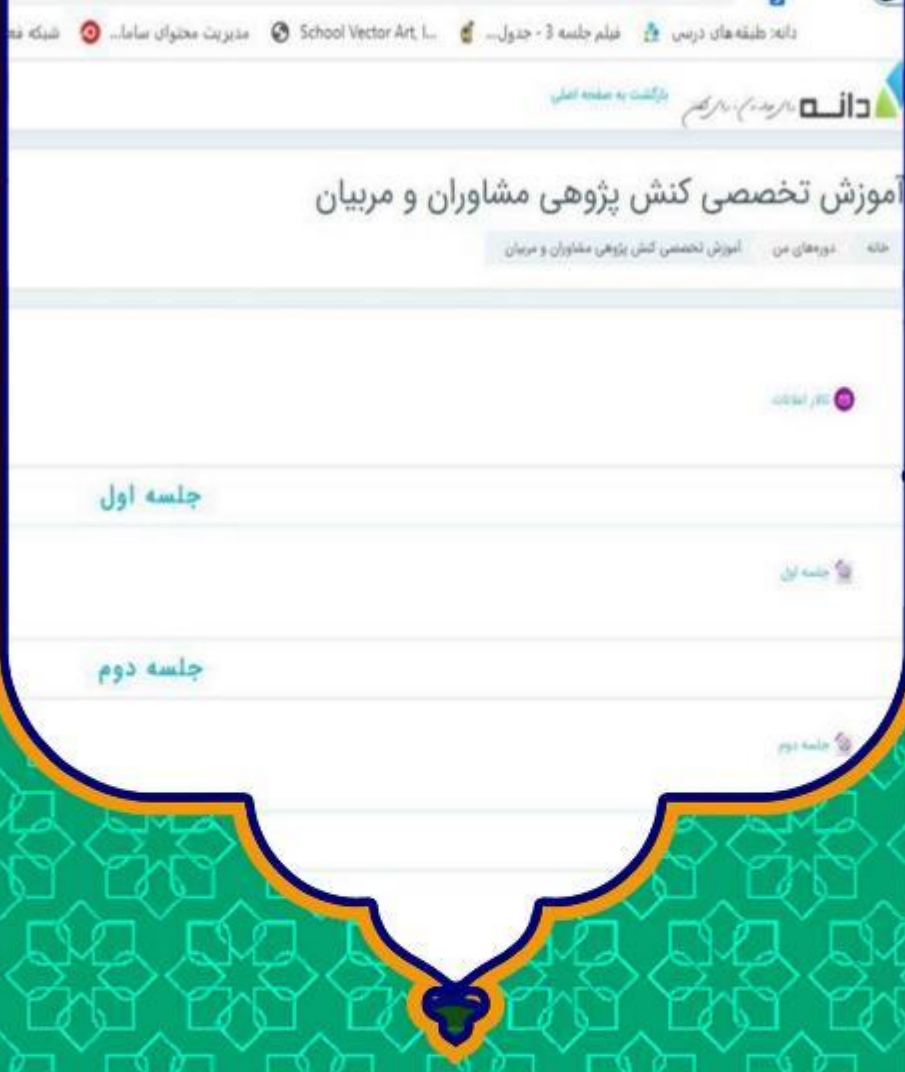 دانه: طبقه‌های درسی فیلم جلسه 3 - جدول... School Vector Art, I... مدیریت محتوای ساما... شبکه
دانه
بازگشت به صفحه اصلی
آموزش تخصصی کنش پژوهی مشاوران و مربیان
خانه دوره‌های من آموزش تخصصی کنش پژوهی مشاوران و مربیان
تالار اعلانات
جلسه اول
جلسه اول
جلسه دوم
جلسه دوم